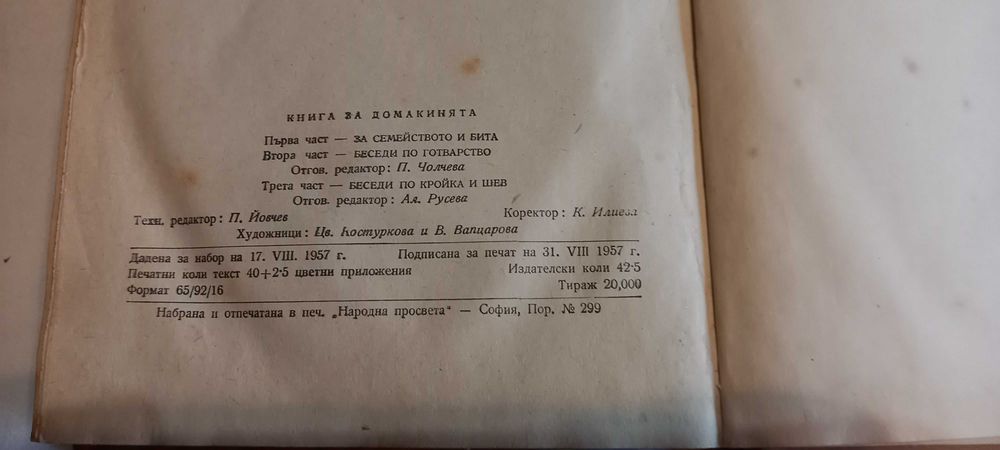 КНИГА ЗА ДОМАКИНЯТА
Първа част — ЗА СЕМЕЙСТВОТО И БИТА
Втора част — БЕСЕДИ ПО ГОТВАРСТВО
Отгов. редактор: П. Чолчева
Трета част — БЕСЕДИ ПО КРОЙКА И ШЕВ
Отгов. редактор: Ал. Русева
Техн. редактор: П. Йовчев Коректор: К. Илиева
Художници: Цв. Костуркова и В. Вапцарова
Дадена за набор на 17. VIII. 1957 г. Подписана за печат на 31. VIII 1957 г.
Печатни коли текст 40+2·5 цветни приложения Издателски коли 42·5
Формат 65/92/16 Тираж 20,000
Набрана и отпечатана в печ. „Народна просвета“ — София, Пор. № 299